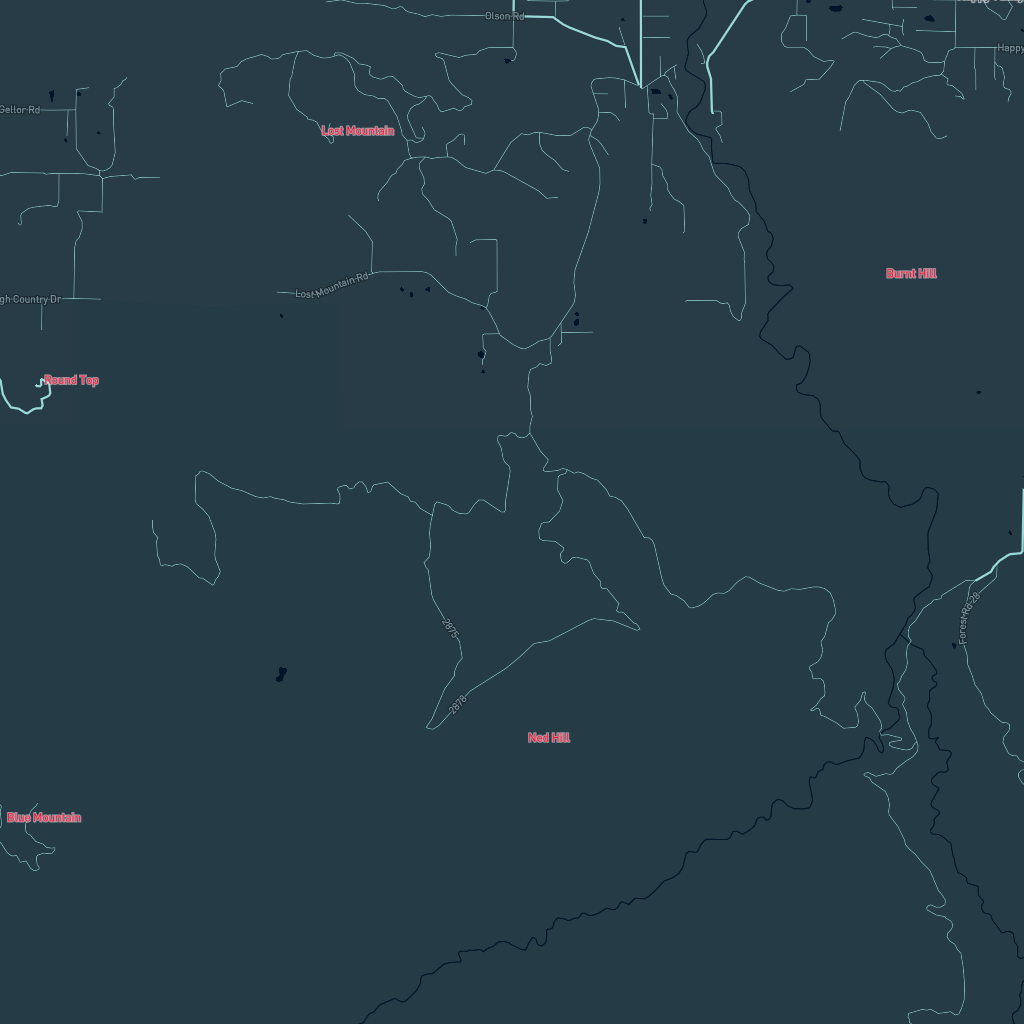 Olson Rd
Happy
Gellor Rd
Lost Mountain
Burnt Hill
Lost Mountain Rd
gh Country Dr
Round Top
Forest Rd 28
2875
2878
Ned Hill
Blue Mountain